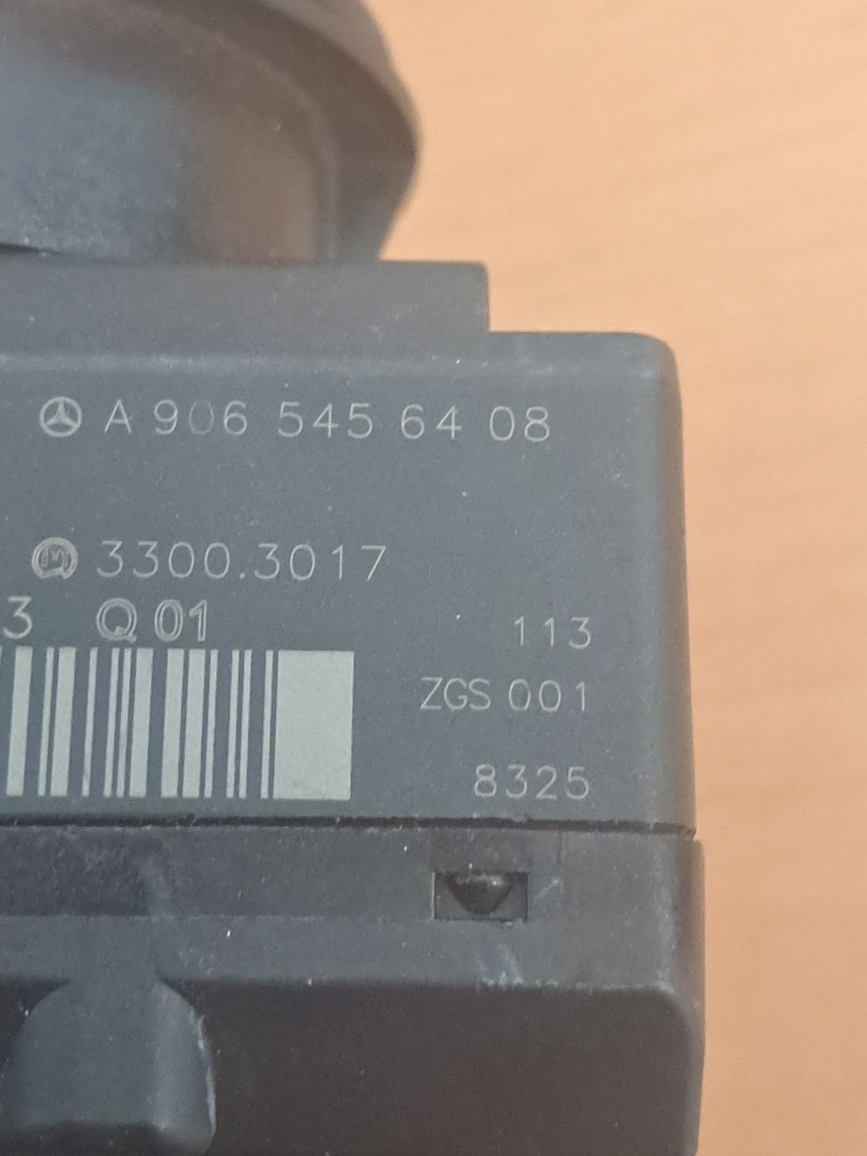 A 906 545 64 08
3300.3017
3 Q 01
113
ZGS 001
8325